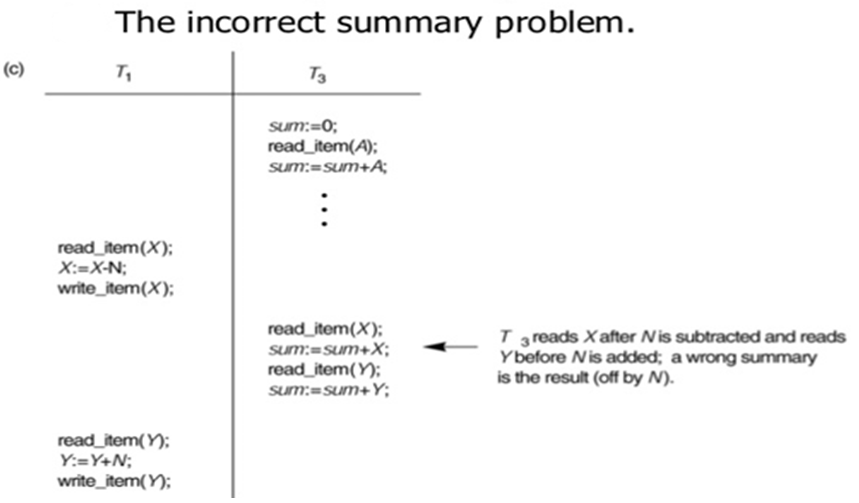 The incorrect summary problem.
(c)
T1
T3
sum:=0;
read_item(A);
sum:=sum+A;
read_item(X);
X:=X-N;
write_item(X);
read_item(X);
sum:=sum+X;
read_item(Y);
sum:=sum+Y;
T 3 reads X after N is subtracted and reads
Y before N is added; a wrong summary
is the result (off by N).
read_item(Y);
Y:=Y+N;
write_item(Y);